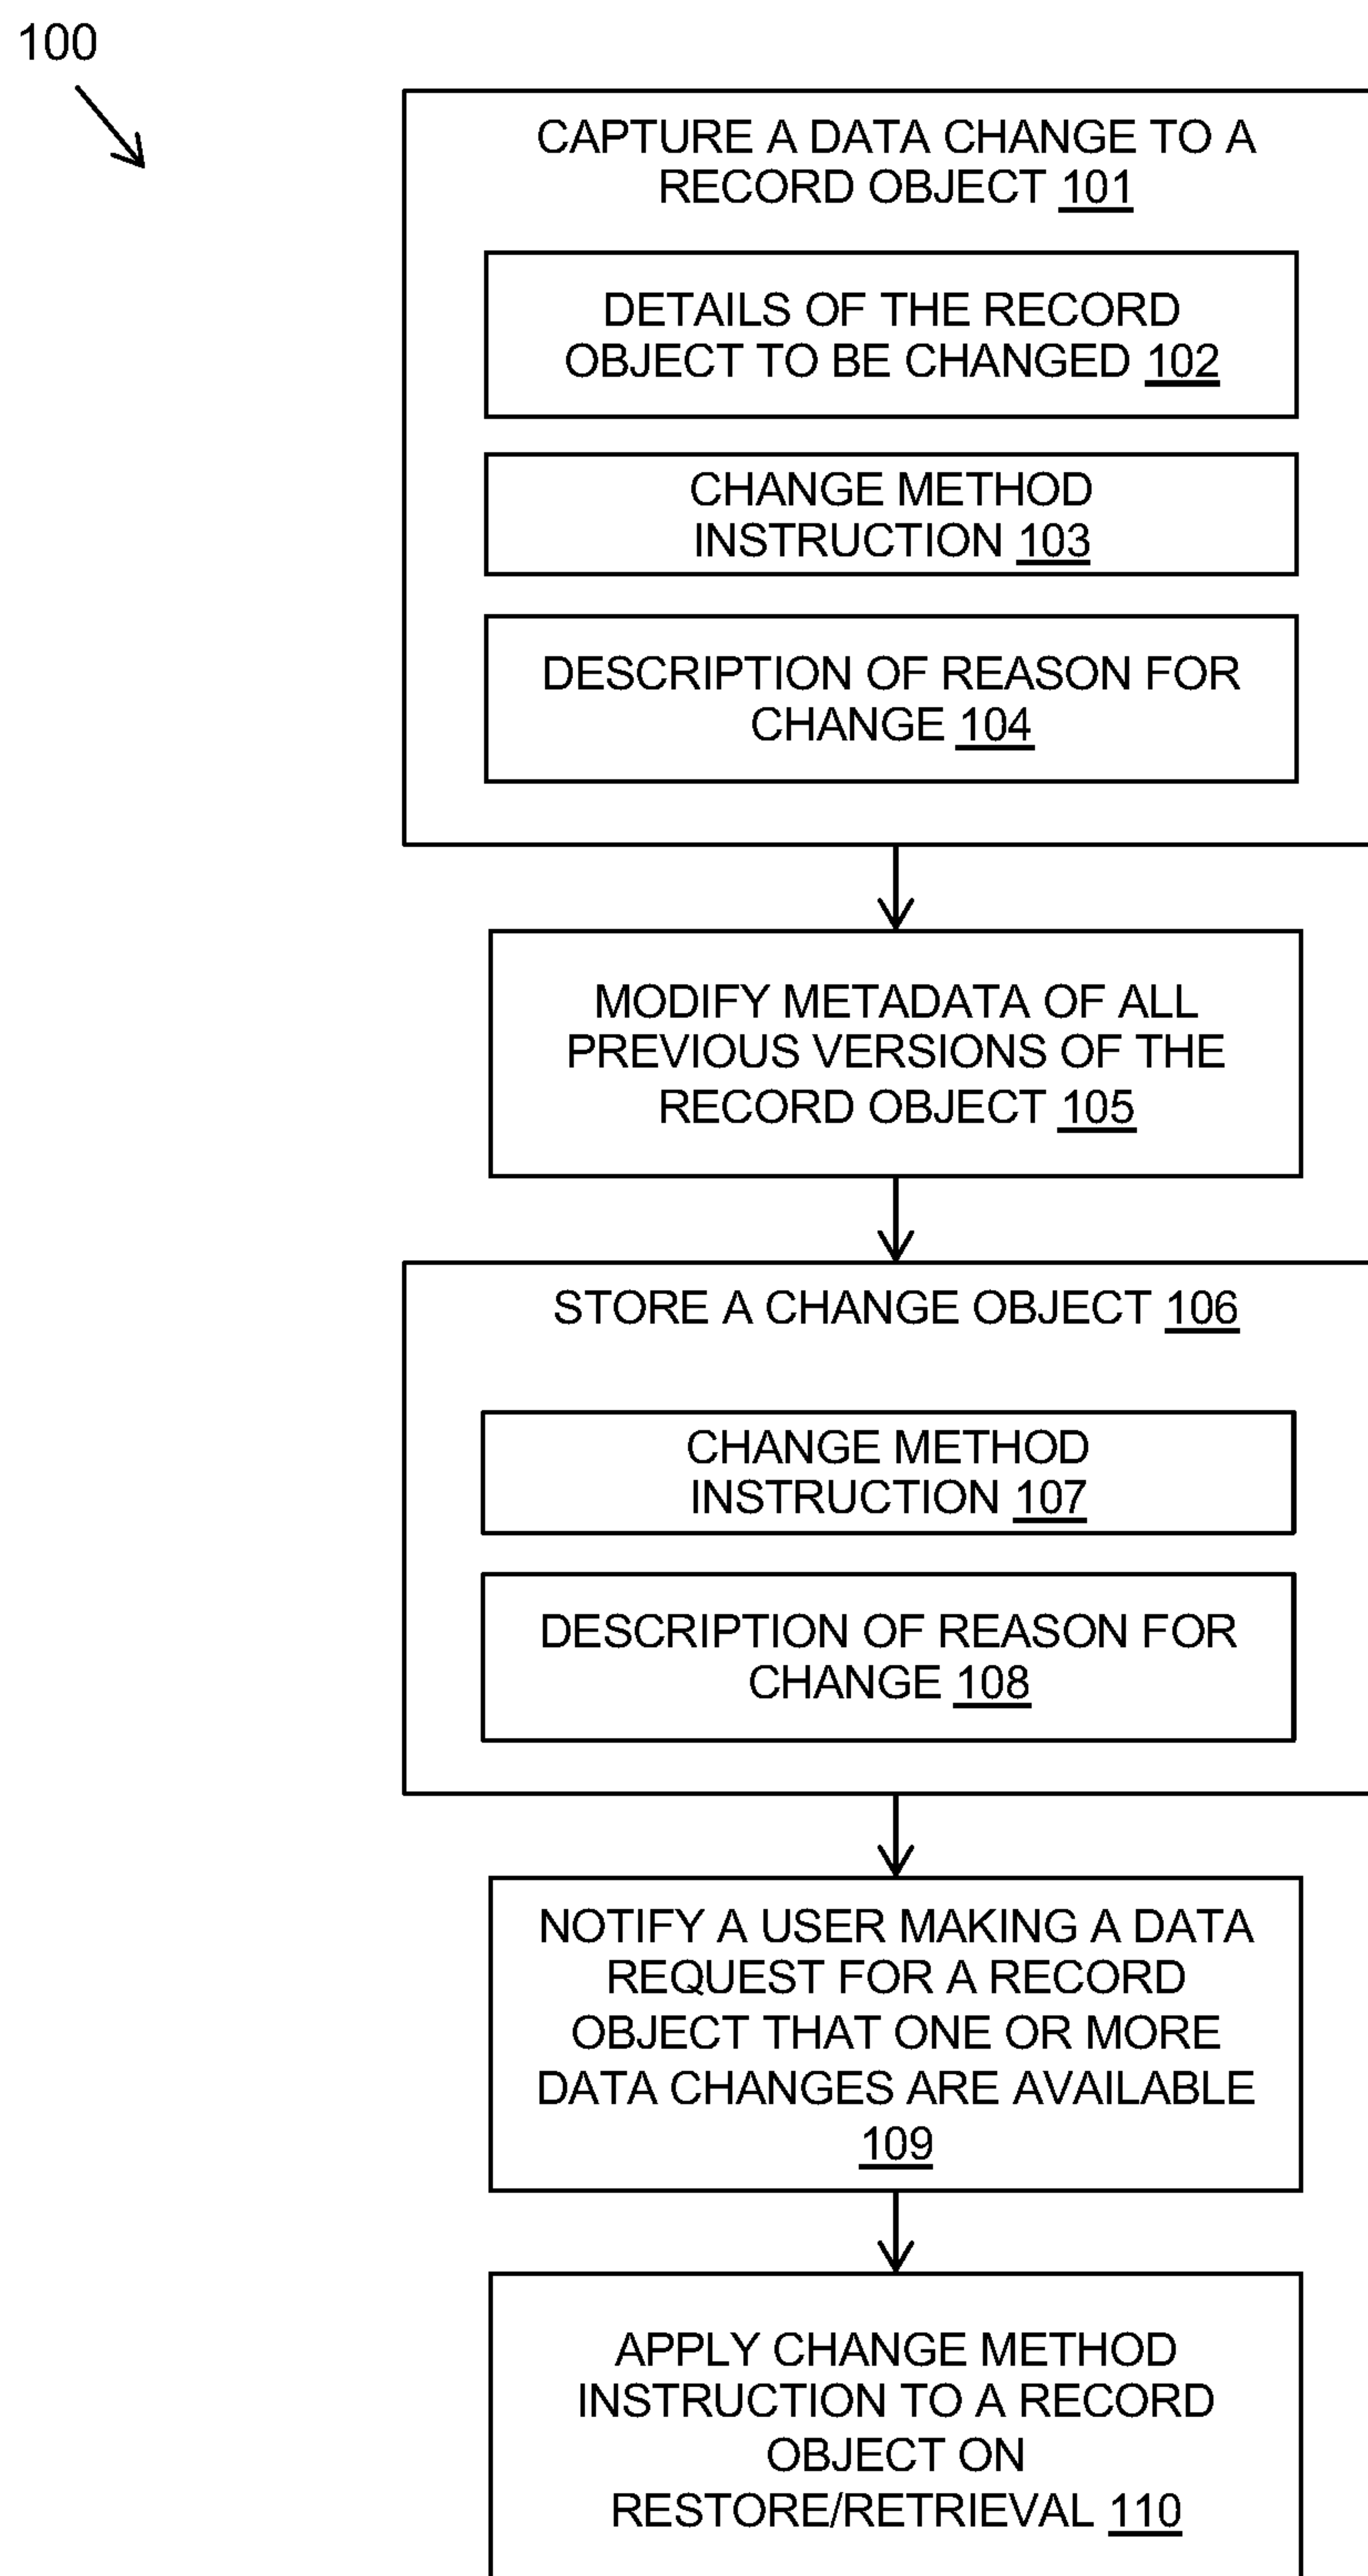 100
CAPTURE A DATA CHANGE TO A
RECORD OBJECT 101
DETAILS OF THE RECORD
OBJECT TO BE CHANGED 102
CHANGE METHOD
INSTRUCTION 103
DESCRIPTION OF REASON FOR
CHANGE 104
MODIFY METADATA OF ALL
PREVIOUS VERSIONS OF THE
RECORD OBJECT 105
STORE A CHANGE OBJECT 106
CHANGE METHOD
INSTRUCTION 107
DESCRIPTION OF REASON FOR
CHANGE 108
NOTIFY A USER MAKING A DATA
REQUEST FOR A RECORD
OBJECT THAT ONE OR MORE
DATA CHANGES ARE AVAILABLE
109
APPLY CHANGE METHOD
INSTRUCTION TO A RECORD
OBJECT ON
RESTORE/RETRIEVAL 110